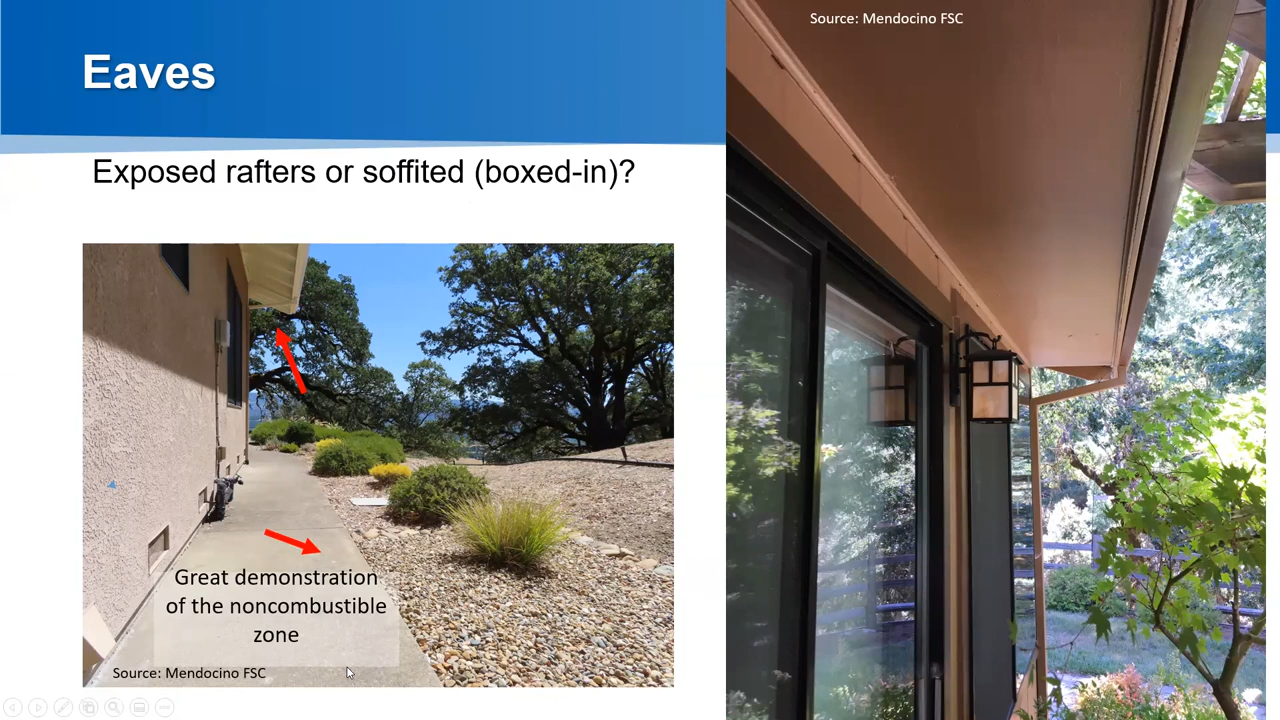 Eaves
Exposed rafters or soffited (boxed-in)?
Great demonstration
of the noncombustible
zone
Source: Mendocino FSC
Source: Mendocino FSC